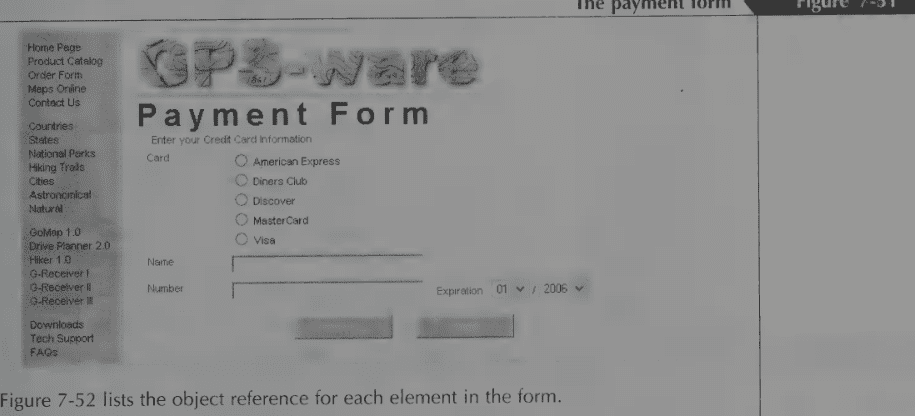 The payment form
Figure 7-51
Home Page
Product Catalog
Order Form
Maps Online
Contact Us
Countries
States
National Parks
Hiking Trails
Cities
Astronomical
Natural
GoMap 1.0
Drive Planner 2.0
Hiker 1.0
G-Receiver I
G-Receiver II
G-Receiver III
Downloads
Tech Support
FAQs
GPS-ware
Payment Form
Enter your Credit Card Information
Card
American Express
Diners Club
Discover
MasterCard
Visa
Name
Number
Expiration 01 / 2006
Figure 7-52 lists the object reference for each element in the form.